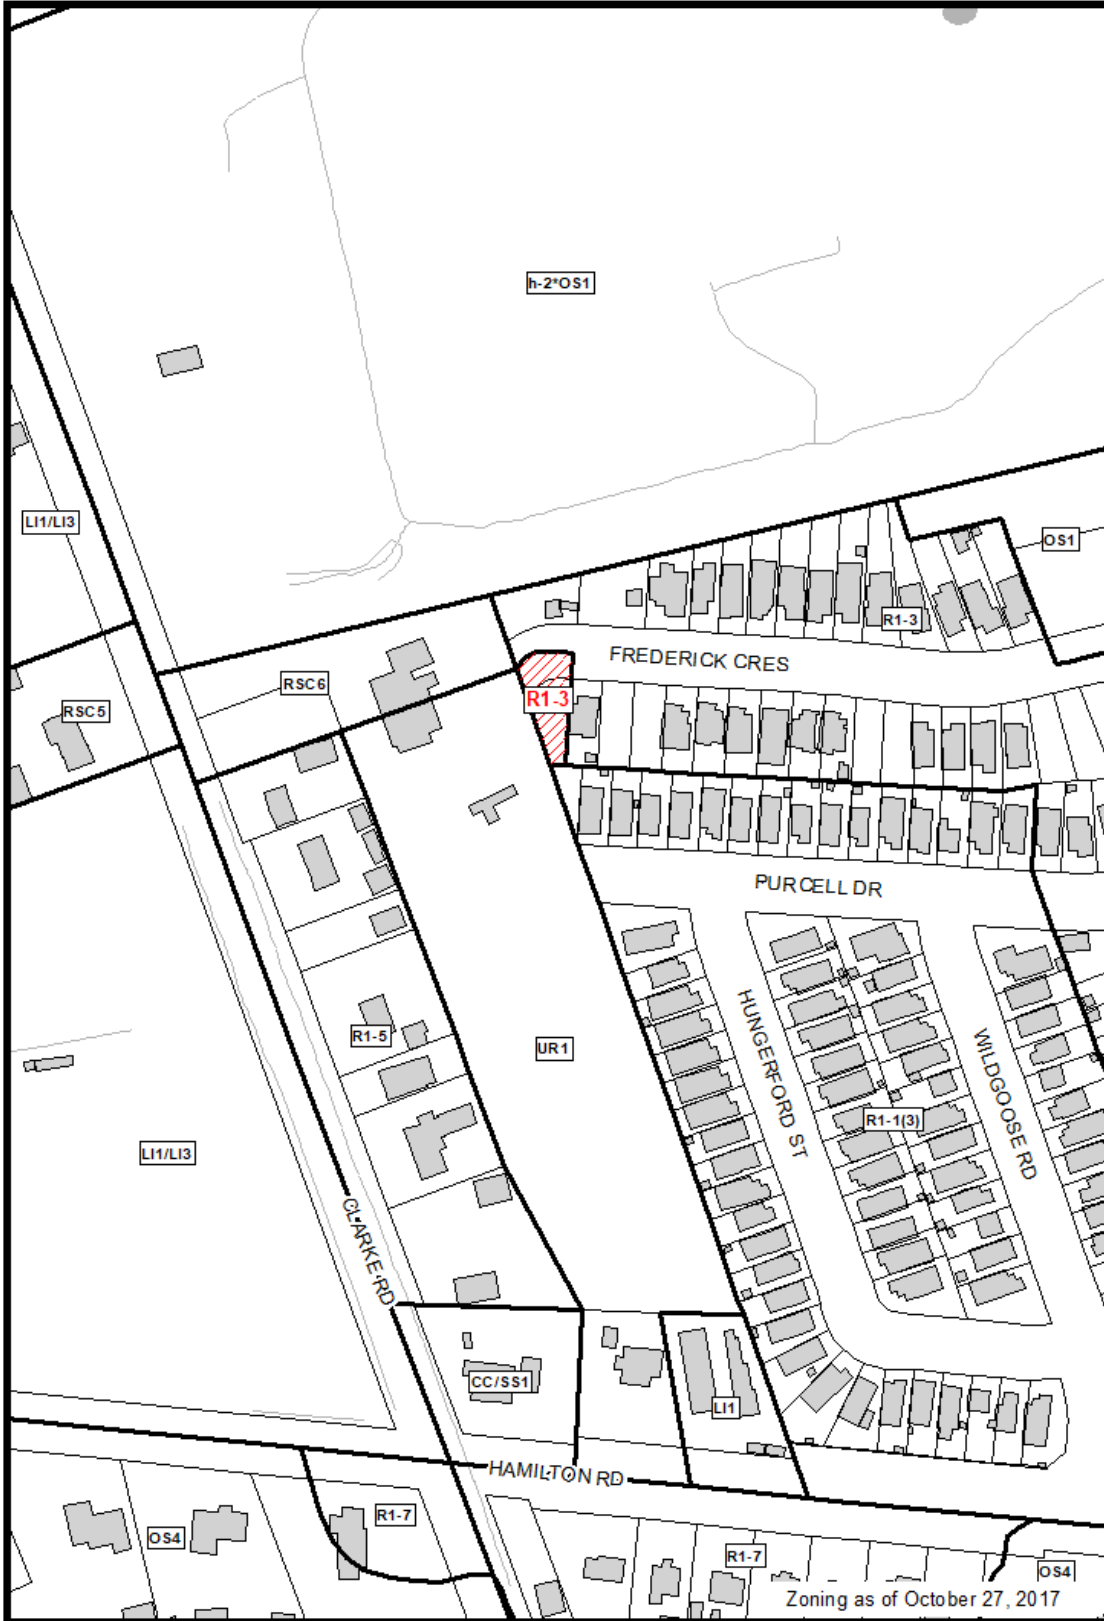 h-2*OS1
LI1/LI3
OS1
R1-3
FREDERICK CRES
RSC6
R1-3
RSC5
PURCELL DR
HUNGERFORD ST
WILDGOOSE RD
R1-5
UR1
R1-1(3)
LI1/LI3
CLARKE RD
CC/SS1
LI1
HAMILTON RD
R1-7
OS4
R1-7
OS4
Zoning as of October 27, 2017